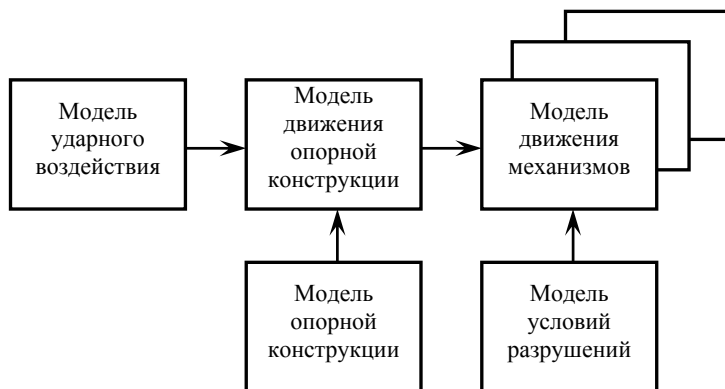 Модель
ударного
воздействия
Модель
движения
опорной
конструкции
Модель
движения
механизмов
Модель
опорной
конструкции
Модель
условий
разрушений